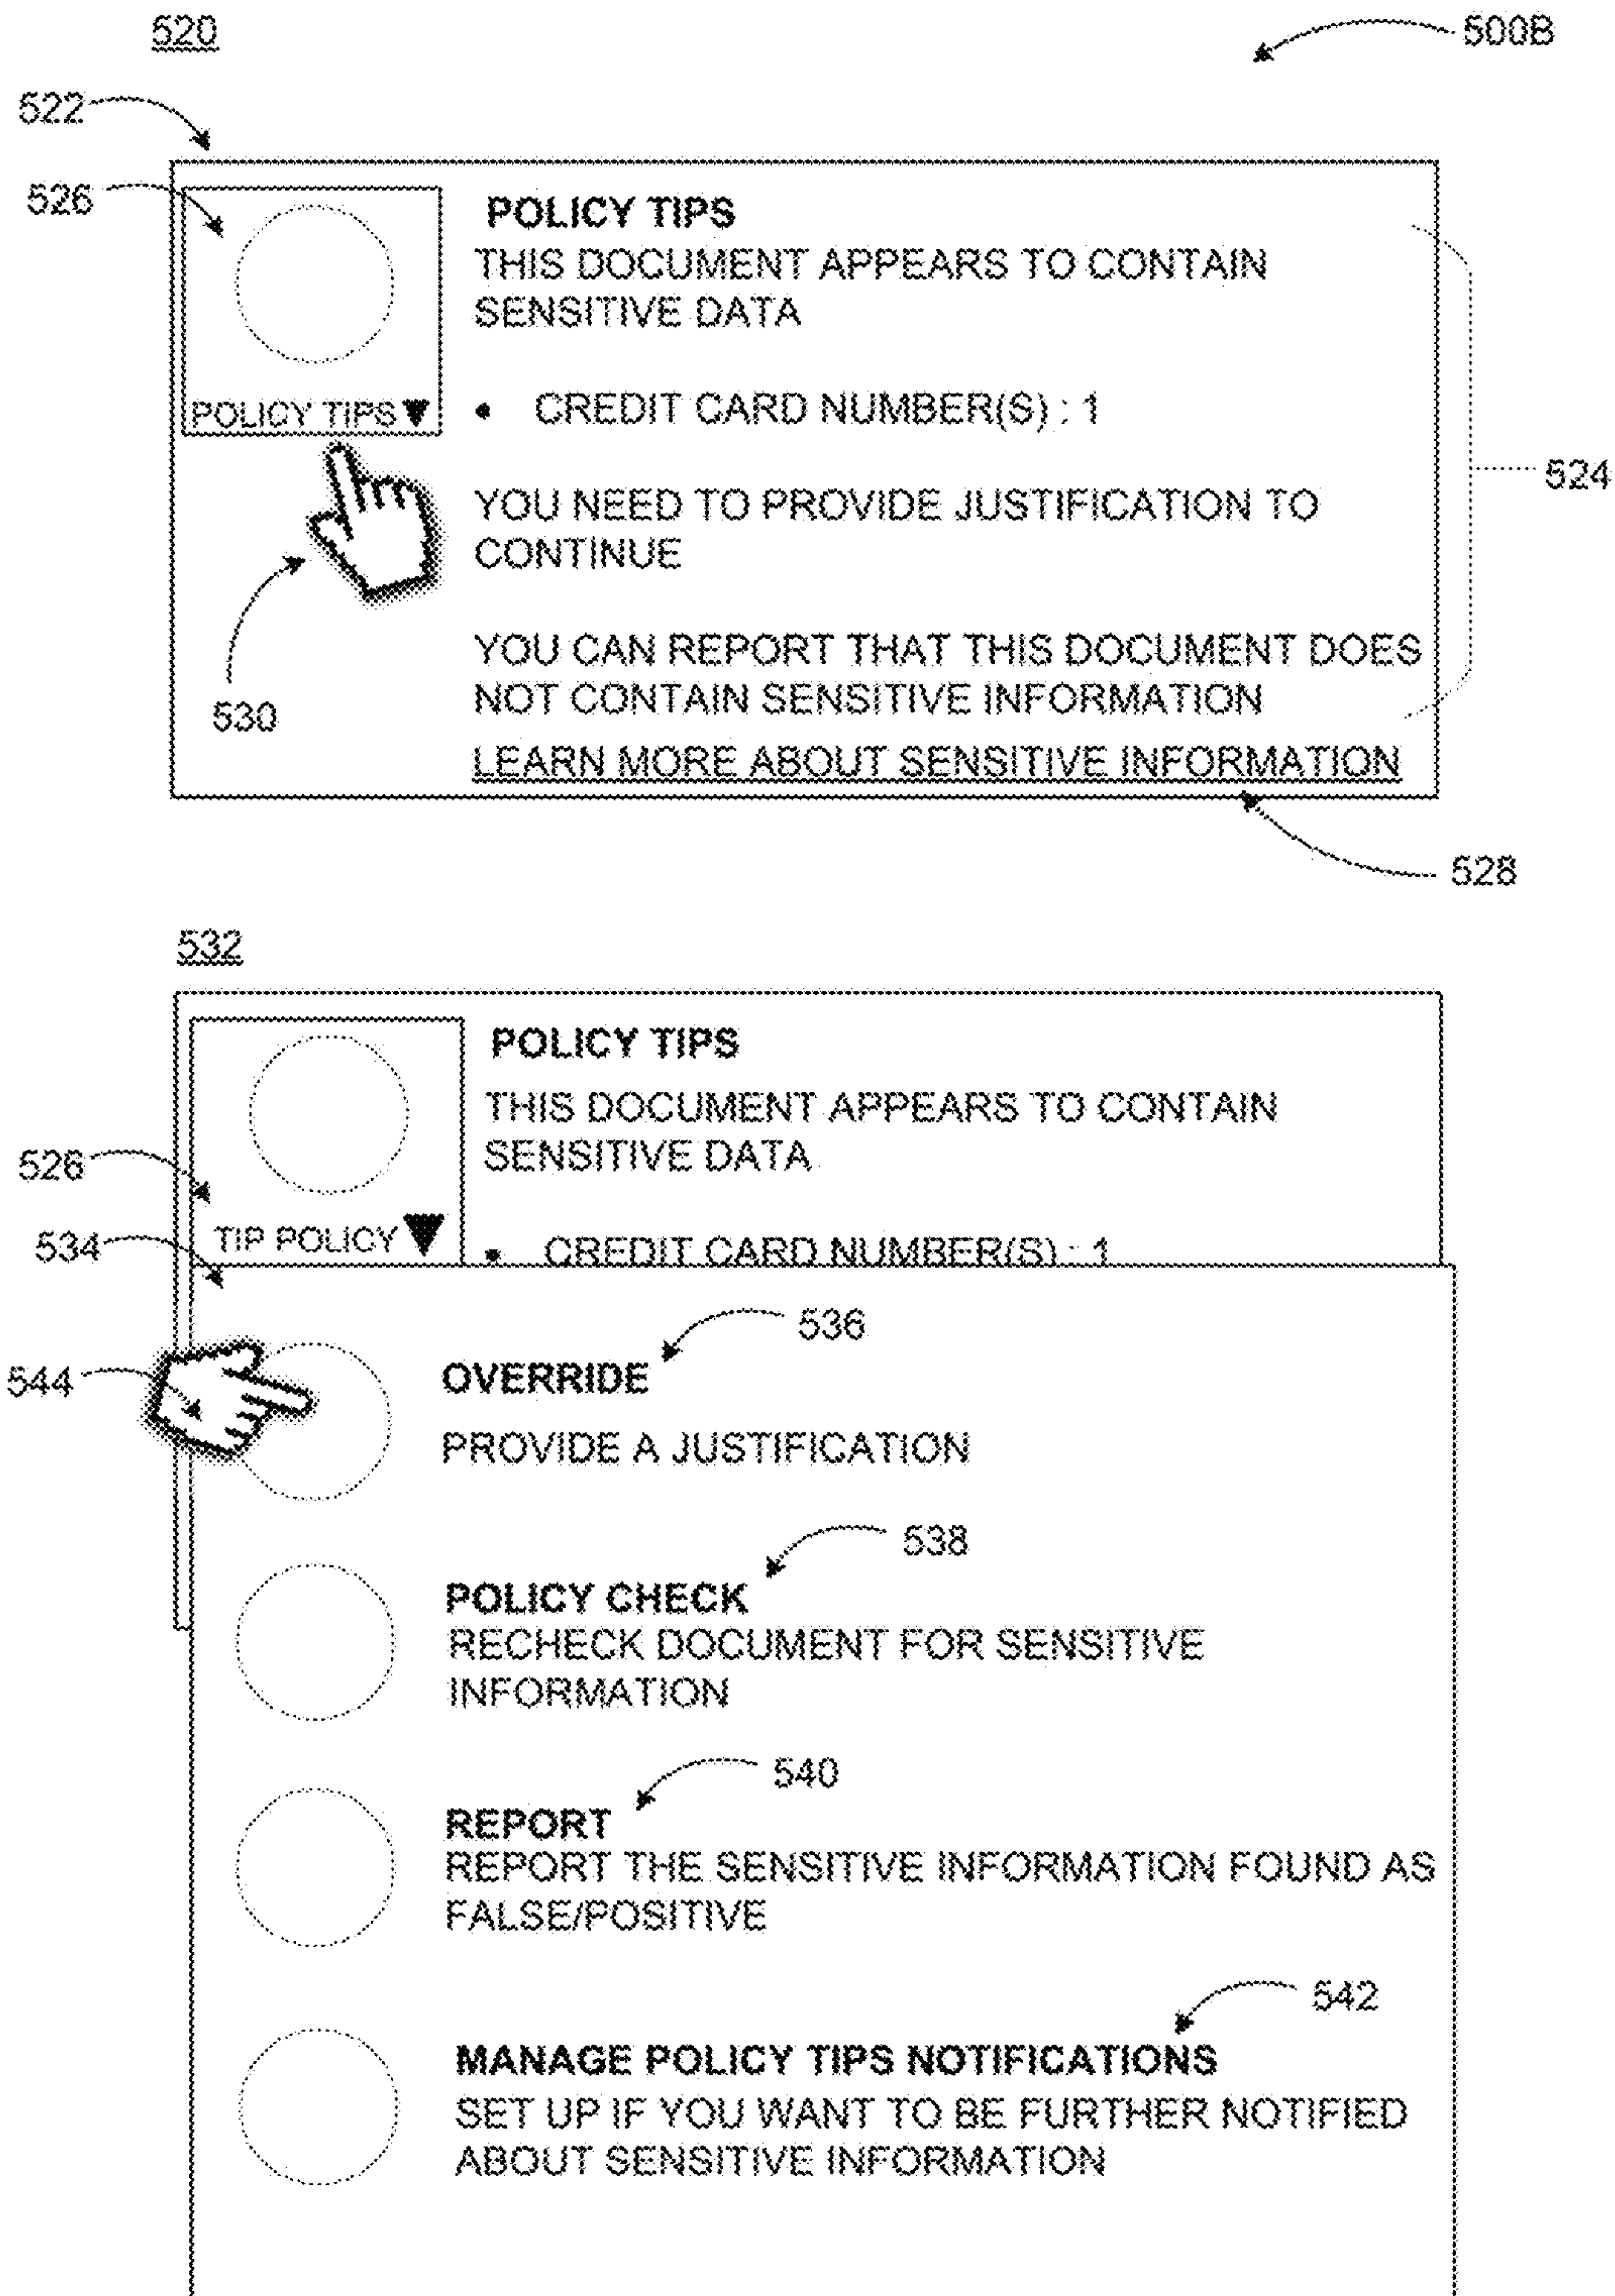 520
500B
522
526
POLICY TIPS
THIS DOCUMENT APPEARS TO CONTAIN
SENSITIVE DATA
POLICY TIPS
• CREDIT CARD NUMBER(S) : 1
524
YOU NEED TO PROVIDE JUSTIFICATION TO
CONTINUE
530
YOU CAN REPORT THAT THIS DOCUMENT DOES
NOT CONTAIN SENSITIVE INFORMATION
LEARN MORE ABOUT SENSITIVE INFORMATION
528
532
POLICY TIPS
THIS DOCUMENT APPEARS TO CONTAIN
SENSITIVE DATA
526
TIP POLICY
534
• CREDIT CARD NUMBER(S) : 1
536
OVERRIDE
544
PROVIDE A JUSTIFICATION
538
POLICY CHECK
RECHECK DOCUMENT FOR SENSITIVE
INFORMATION
540
REPORT
REPORT THE SENSITIVE INFORMATION FOUND AS
FALSE/POSITIVE
542
MANAGE POLICY TIPS NOTIFICATIONS
SET UP IF YOU WANT TO BE FURTHER NOTIFIED
ABOUT SENSITIVE INFORMATION